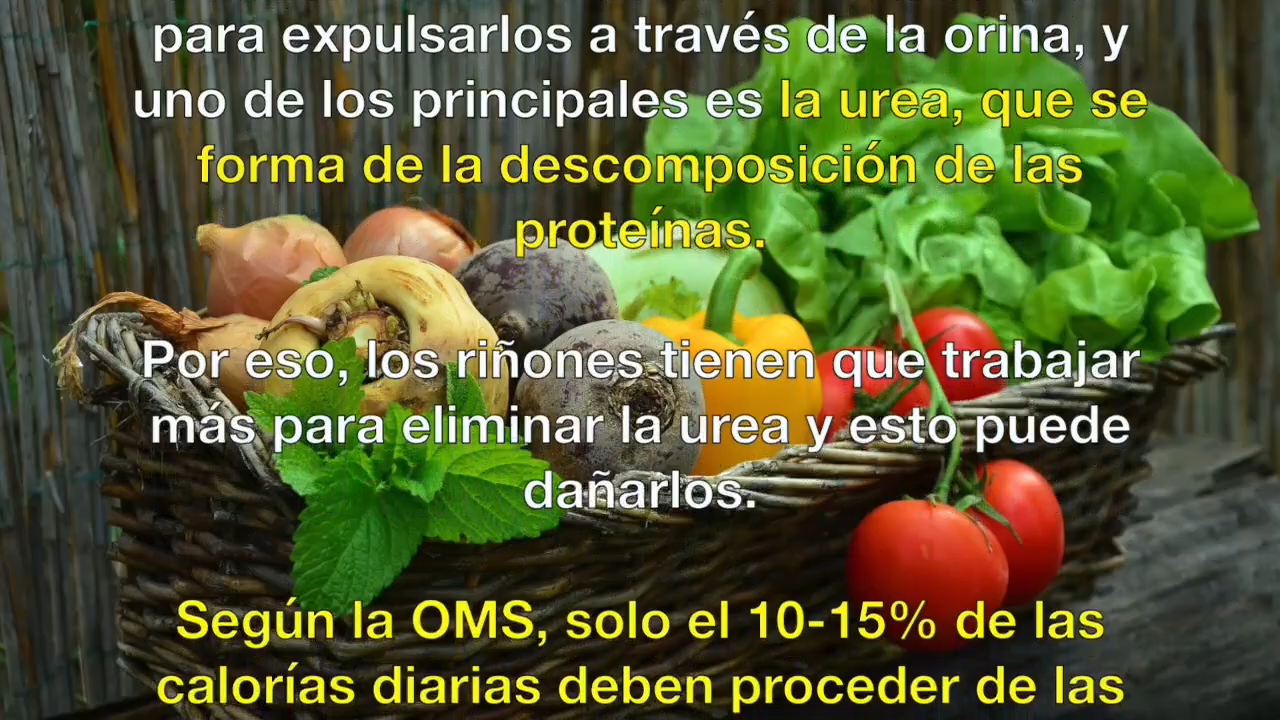 para expulsarlos a través de la orina, y
uno de los principales es la urea, que se
forma de la descomposición de las
proteínas.
Por eso, los riñones tienen que trabajar
más para eliminar la urea y esto puede
dañarlos.
Según la OMS, solo el 10-15% de las
calorías diarias deben proceder de las